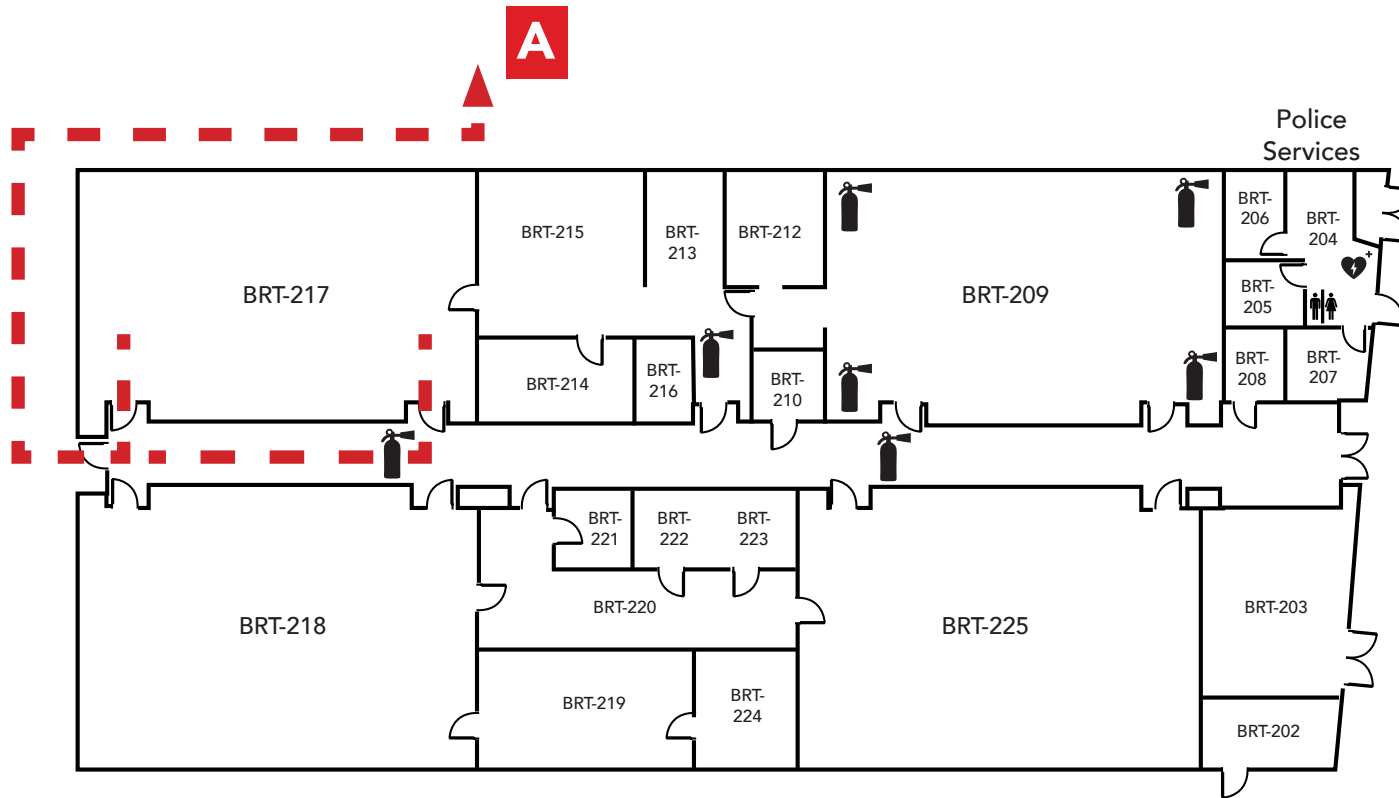 A
Police
Services
BRT-
206
BRT-
204
BRT-215
BRT-
213
BRT-212
BRT-217
BRT-209
BRT-
205
BRT-214
BRT-
216
BRT-
210
BRT-
208
BRT-
207
BRT-
221
BRT-
222
BRT-
223
BRT-220
BRT-218
BRT-225
BRT-203
BRT-219
BRT-
224
BRT-202